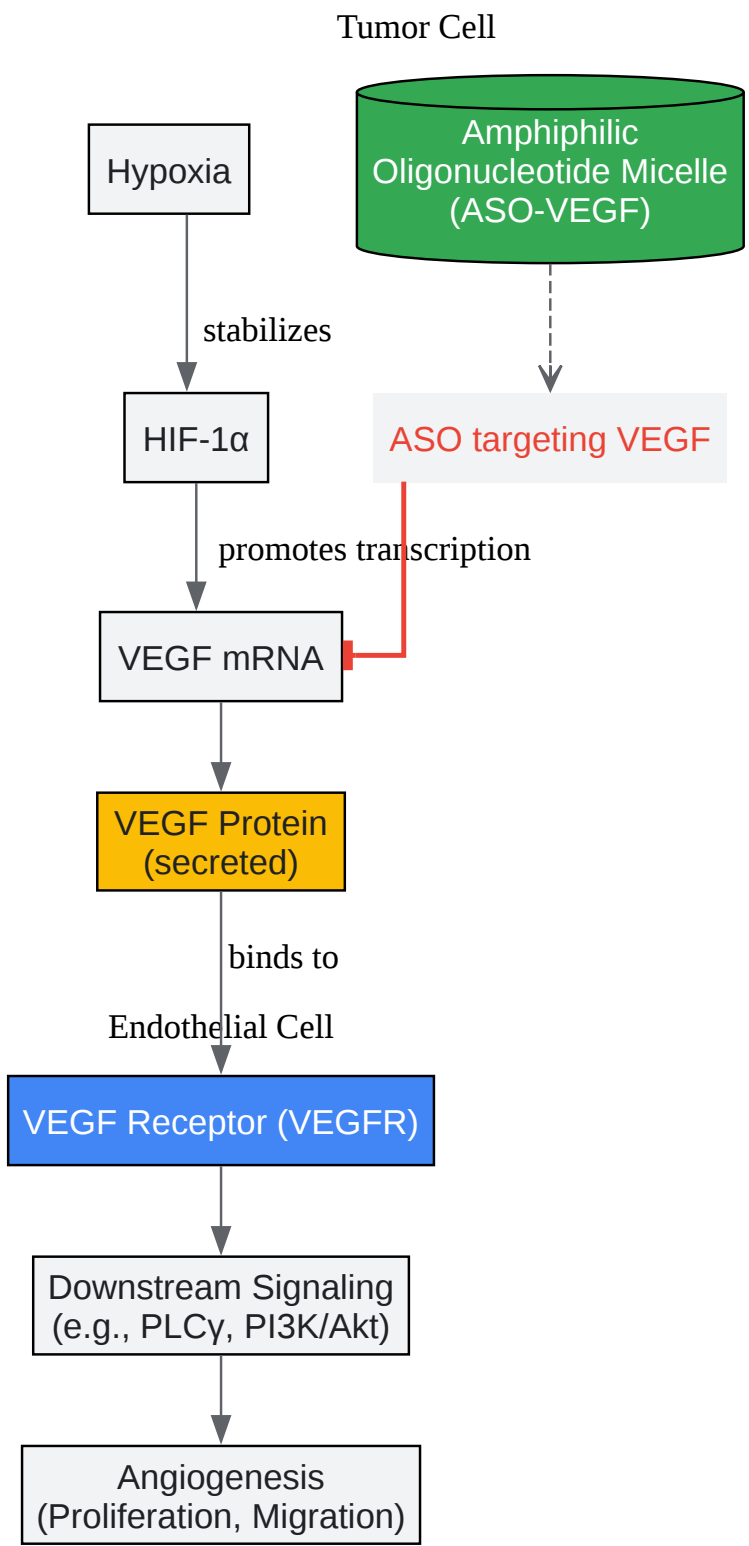 Tumor Cell
Amphiphilic
Oligonucleotide Micelle
(ASO-VEGF)
Hypoxia
stabilizes
HIF-1α
ASO targeting VEGF
promotes transcription
VEGF mRNA
VEGF Protein
(secreted)
binds to
Endothelial Cell
VEGF Receptor (VEGFR)
Downstream Signaling
(e.g., PLCγ, PI3K/Akt)
Angiogenesis
(Proliferation, Migration)